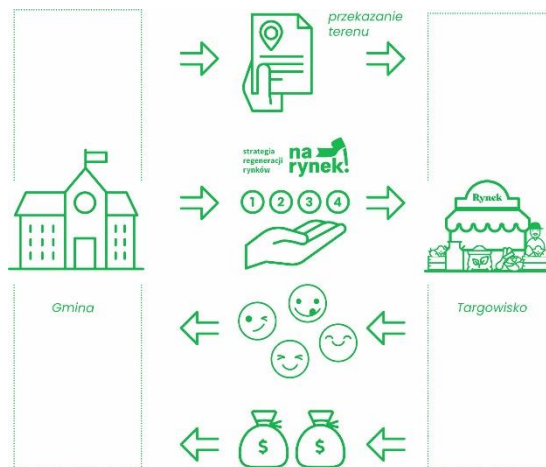 przekazanie
terenu
strategia
regeneracji
rynków
na
rynek!
1 2 3 4
Rynek
Gmina
Targowisko
$ $